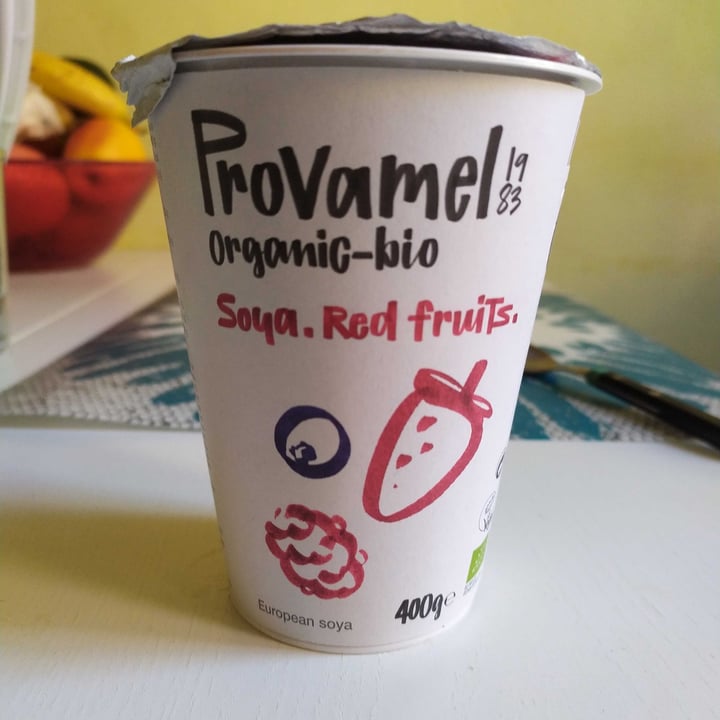 Provamel 1983
Organic-bio
Soya. Red fruits.
European soya
400g e